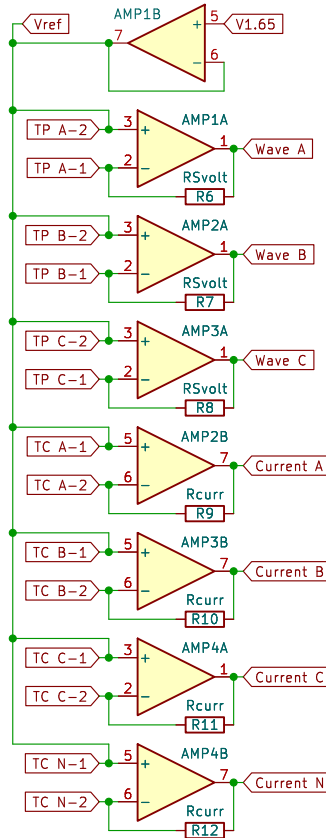 AMP1B
Vref
7
5
V1.65
6
+
−
AMP1A
TP A-2
3
+
1
Wave A
TP A-1
2
−
RSvolt
R6
AMP2A
TP B-2
3
+
1
Wave B
TP B-1
2
−
RSvolt
R7
AMP3A
TP C-2
3
+
1
Wave C
TP C-1
2
−
RSvolt
R8
AMP2B
TC A-1
5
+
7
Current A
TC A-2
6
−
Rcurr
R9
AMP3B
TC B-1
5
+
7
Current B
TC B-2
6
−
Rcurr
R10
AMP4A
TC C-1
3
+
1
Current C
TC C-2
2
−
Rcurr
R11
AMP4B
TC N-1
5
+
7
Current N
TC N-2
6
−
Rcurr
R12